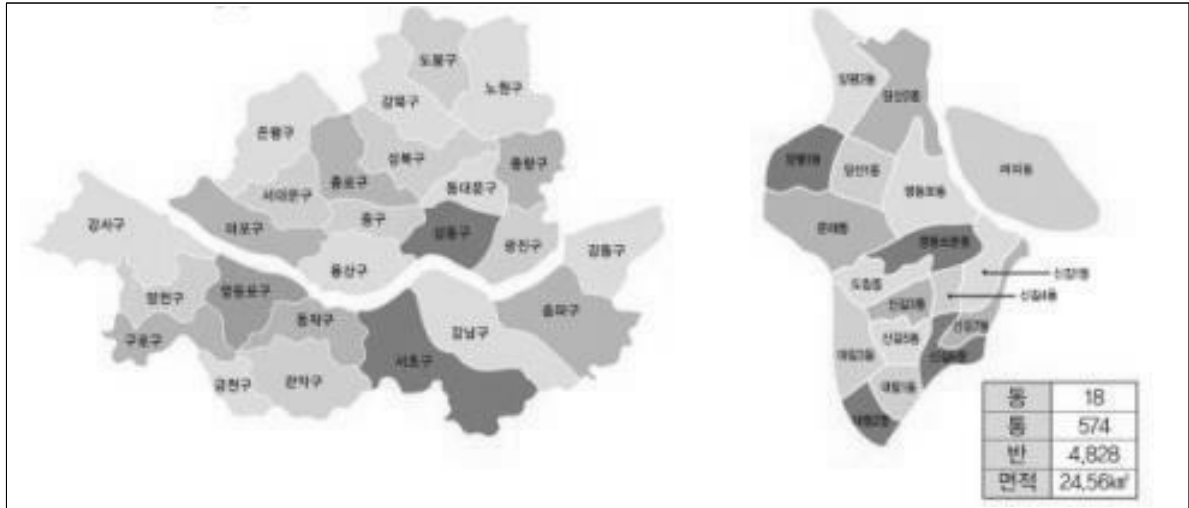 도봉구
노원구
강북구
은평구
성북구
중랑구
종로구
서대문구
동대문구
마포구
중구
성동구
광진구
강동구
강서구
용산구
양천구
영등포구
동작구
송파구
강남구
구로구
서초구
금천구
관악구
양평2동
당선2동
양평1동
당산1동
여의동
영등포동
문래동
영등포본동
도림동
신길1동
신길4동
신길3동
신길7동
신길5동
신길6동
대림3동
대림1동
대림2동
동 18
통 574
반 4,828
면적 24.56㎢